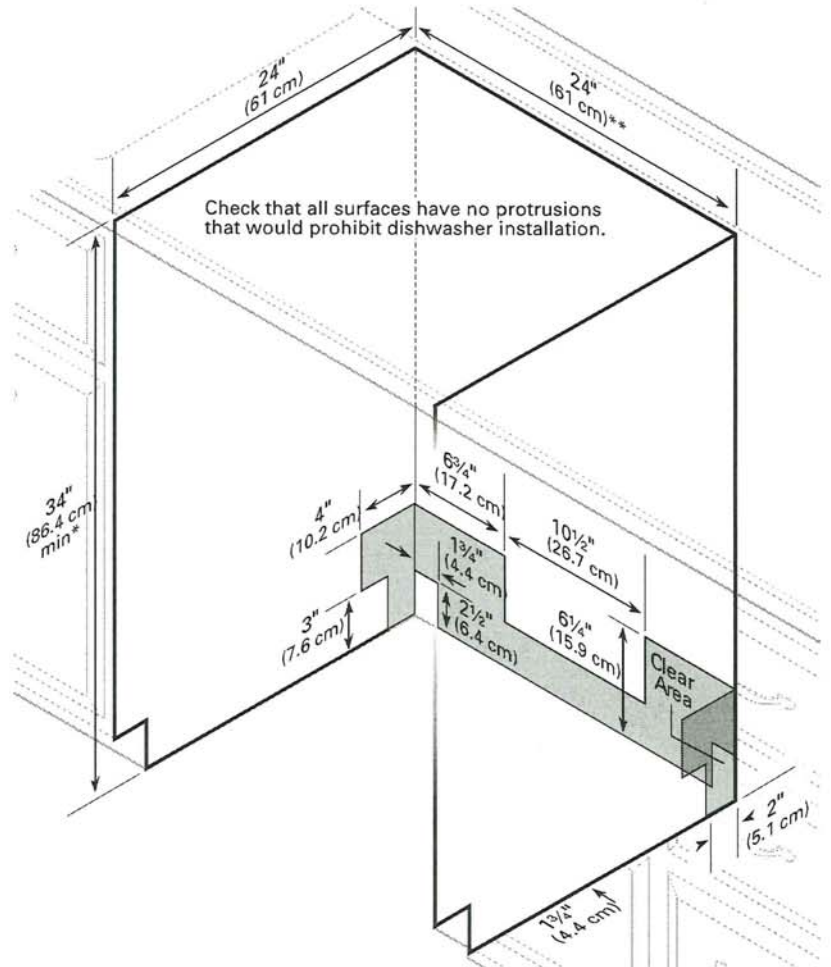 24"
(61 cm)
24"
(61 cm)**
Check that all surfaces have no protrusions
that would prohibit dishwasher installation.
34"
(86.4 cm)
min*
4"
(10.2 cm)
6¾"
(17.2 cm)
10½"
(26.7 cm)
1¾"
(4.4 cm)
3"
(7.6 cm)
2½"
(6.4 cm)
6¼"
(15.9 cm)
Clear
Area
2"
(5.1 cm)
1¾"
(4.4 cm)